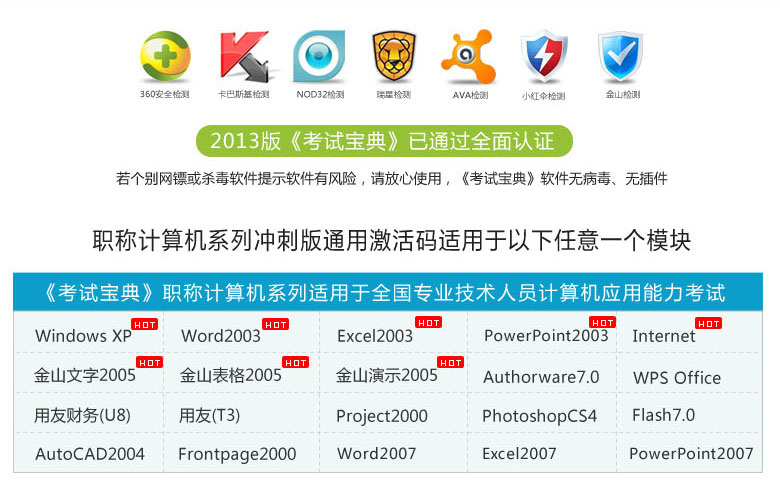 360安全检测 卡巴斯基检测 NOD32检测 瑞星检测 AVA检测 小红伞检测 金山检测
2013版《考试宝典》已通过全面认证
若个别网镖或杀毒软件提示软件有风险，请放心使用，《考试宝典》软件无病毒、无插件
职称计算机系列冲刺版通用激活码适用于以下任意一个模块
《考试宝典》职称计算机系列适用于全国专业技术人员计算机应用能力考试
Windows XP HOT Word2003 HOT Excel2003 HOT PowerPoint2003 HOT Internet HOT
金山文字2005 HOT 金山表格2005 HOT 金山演示2005 HOT Authorware7.0 WPS Office
用友财务(U8) 用友(T3) Project2000 PhotoshopCS4 Flash7.0
AutoCAD2004 Frontpage2000 Word2007 Excel2007 PowerPoint2007